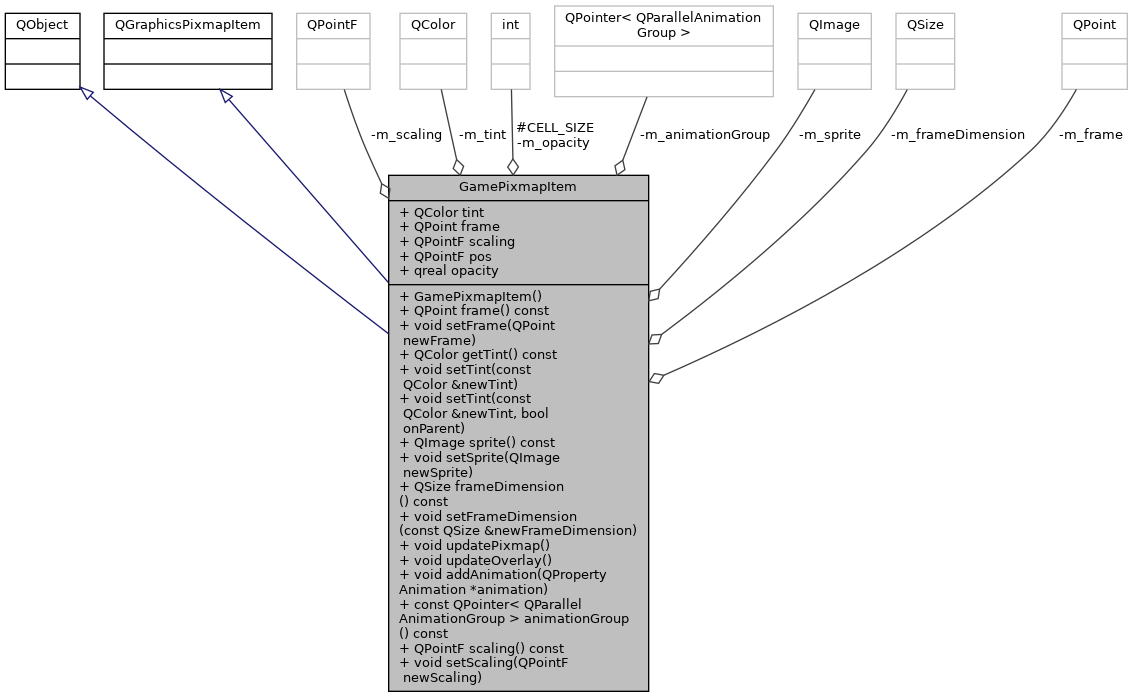 QObject
QGraphicsPixmapItem
QPointF
QColor
int
QPointer< QParallelAnimation
Group >
QImage
QSize
QPoint
-m_scaling
-m_tint
#CELL_SIZE
-m_opacity
-m_animationGroup
-m_sprite
-m_frameDimension
-m_frame
GamePixmapItem
+ QColor tint
+ QPoint frame
+ QPointF scaling
+ QPointF pos
+ qreal opacity
+ GamePixmapItem()
+ QPoint frame() const
+ void setFrame(QPoint
newFrame)
+ QColor getTint() const
+ void setTint(const
QColor &newTint)
+ void setTint(const
QColor &newTint, bool
onParent)
+ QImage sprite() const
+ void setSprite(QImage
newSprite)
+ QSize frameDimension
() const
+ void setFrameDimension
(const QSize &newFrameDimension)
+ void updatePixmap()
+ void updateOverlay()
+ void addAnimation(QProperty
Animation *animation)
+ const QPointer< QParallel
AnimationGroup > animationGroup
() const
+ QPointF scaling() const
+ void setScaling(QPointF
newScaling)